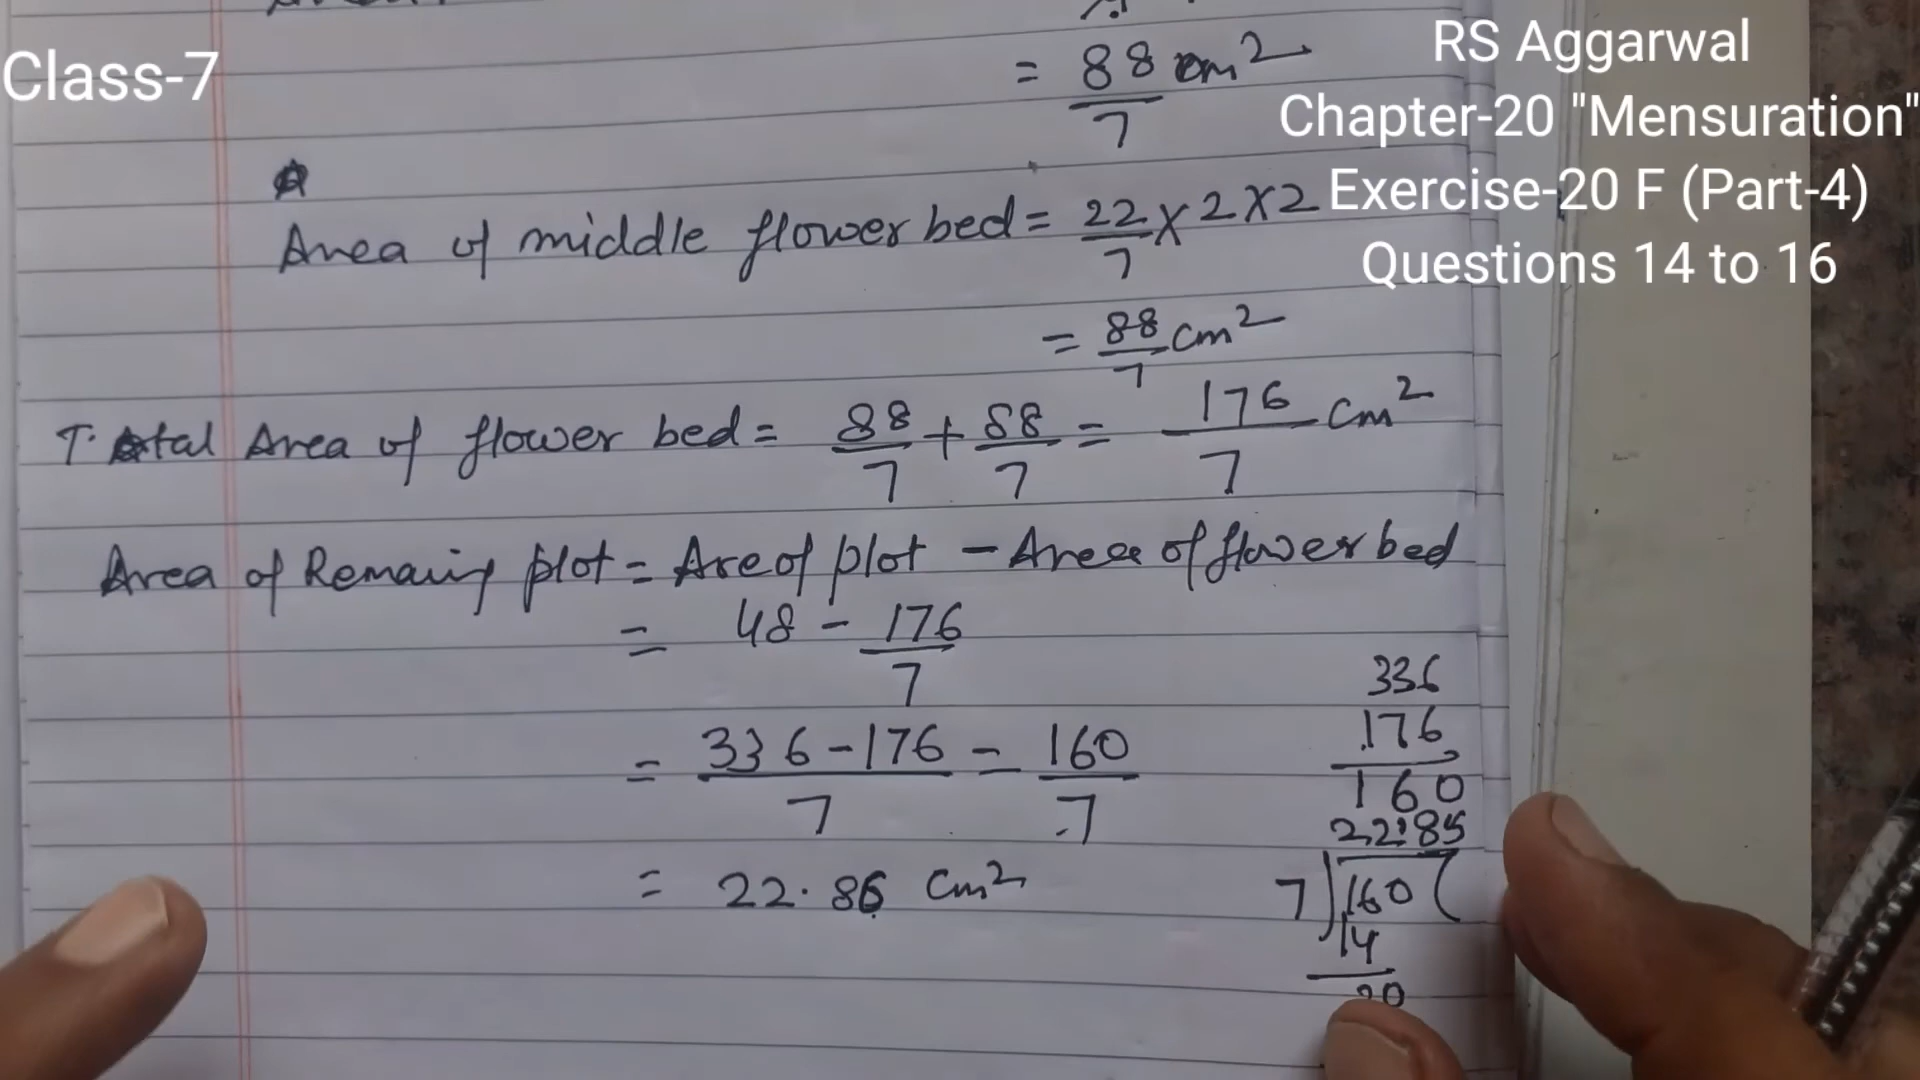 Class-7
RS Aggarwal
Chapter-20 "Mensuration"
Exercise-20 F (Part-4)
Questions 14 to 16
= 88/7 cm²
Area of middle flower bed = 22/7 × 2 × 2
= 88/7 cm²
T. otal Area of flower bed = 88/7 + 88/7 = 176/7 cm²
Area of Remaing plot = Are of plot - Area of flower bed
= 48 - 176/7
= 336-176/7 = 160/7
= 22.86 cm²
336
176
160
22.85
7)160(
14
20